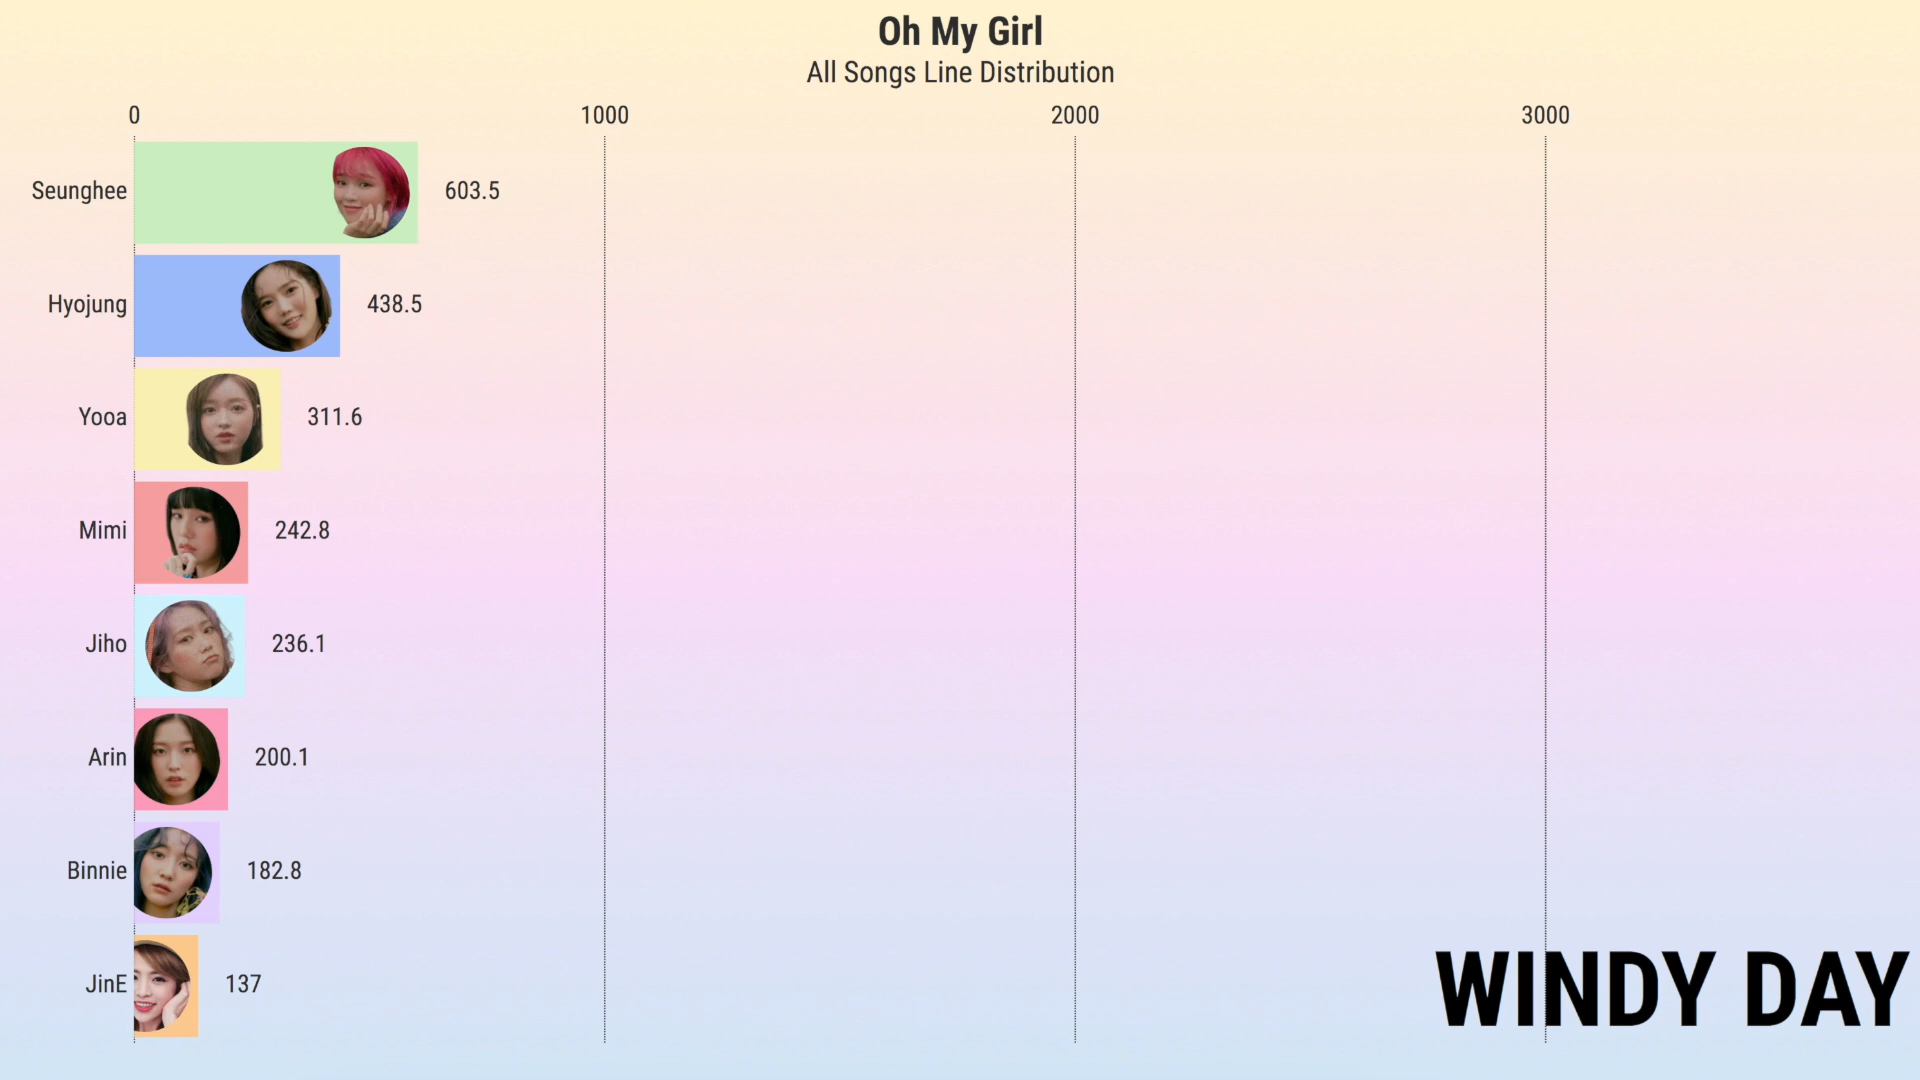 Oh My Girl
All Songs Line Distribution
0 1000 2000 3000
Seunghee 603.5
Hyojung 438.5
Yooa 311.6
Mimi 242.8
Jiho 236.1
Arin 200.1
Binnie 182.8
JinE 137
WINDY DAY